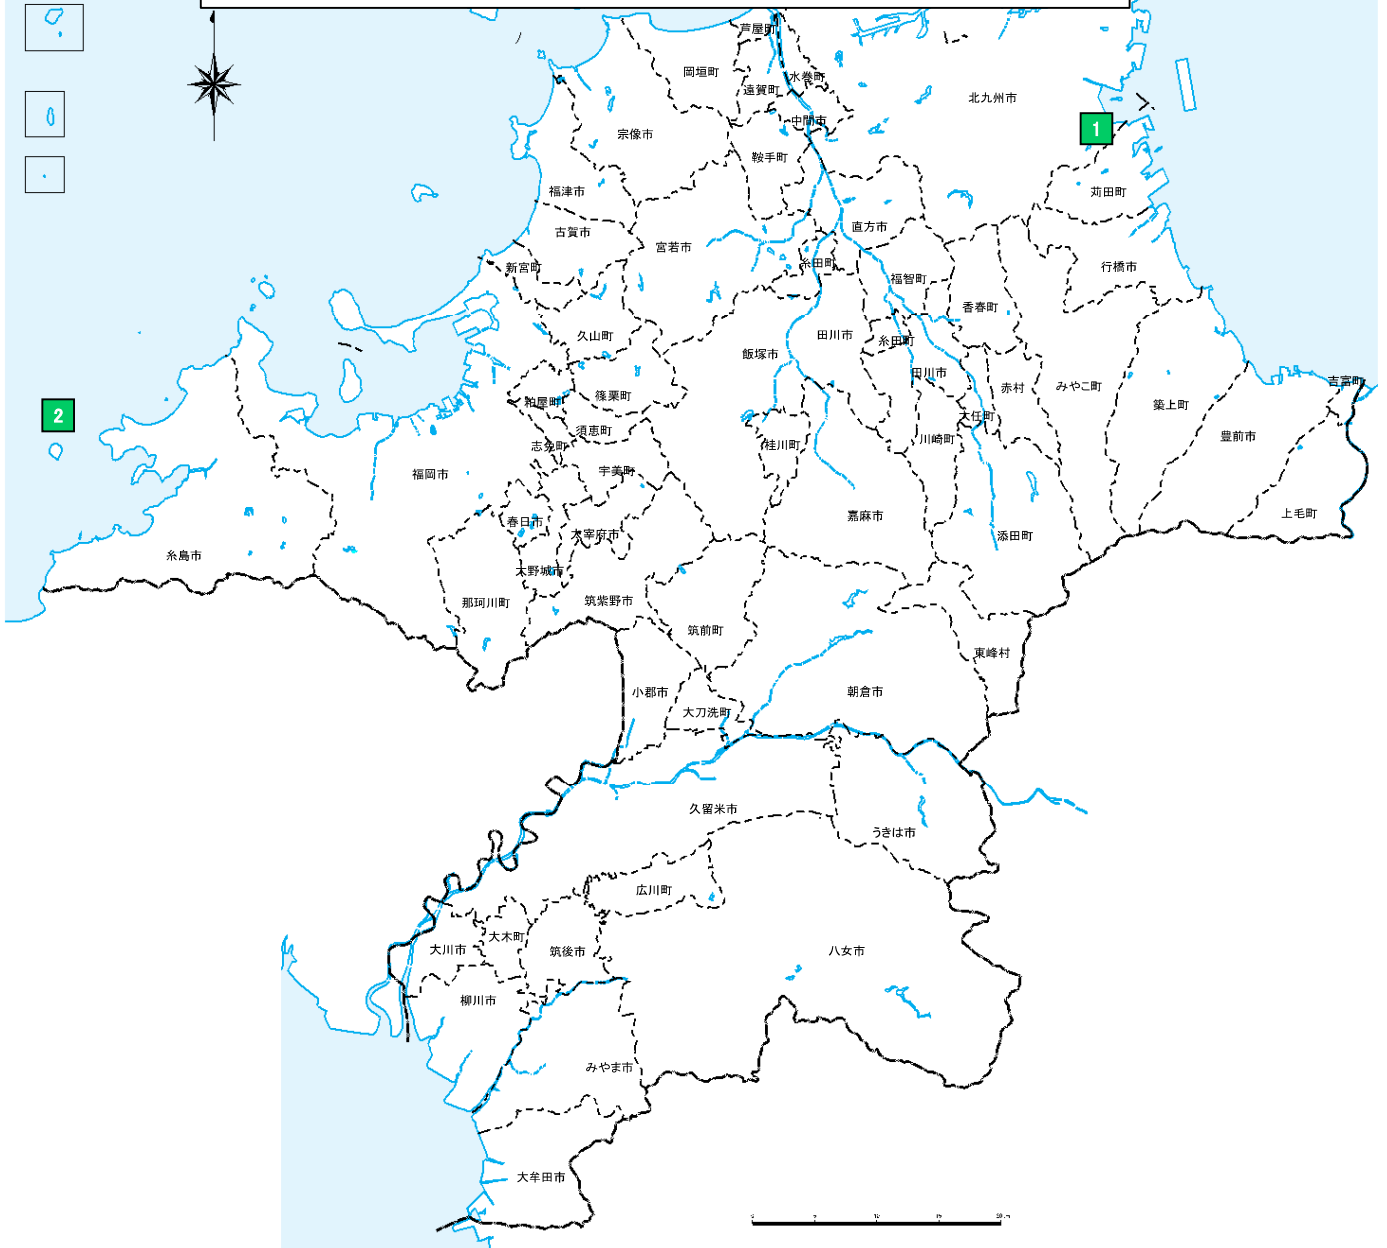 芦屋町
岡垣町
水巻町
遠賀町
北九州市
中間市
1
宗像市
鞍手町
福津市
苅田町
古賀市
直方市
宮若市
新宮町
糸田町
行橋市
福智町
香春町
久山町
田川市
糸田町
飯塚市
田川市
赤村
みやこ町
吉富町
篠栗町
粕屋町
築上町
2
大任町
須恵町
豊前市
川崎町
志免町
桂川町
宇美町
福岡市
上毛町
嘉麻市
春日市
太宰府市
添田町
糸島市
大野城市
那珂川町
筑紫野市
筑前町
東峰村
小郡市
朝倉市
大刀洗町
久留米市
うきは市
広川町
大木町
大川市
筑後市
八女市
柳川市
みやま市
大牟田市